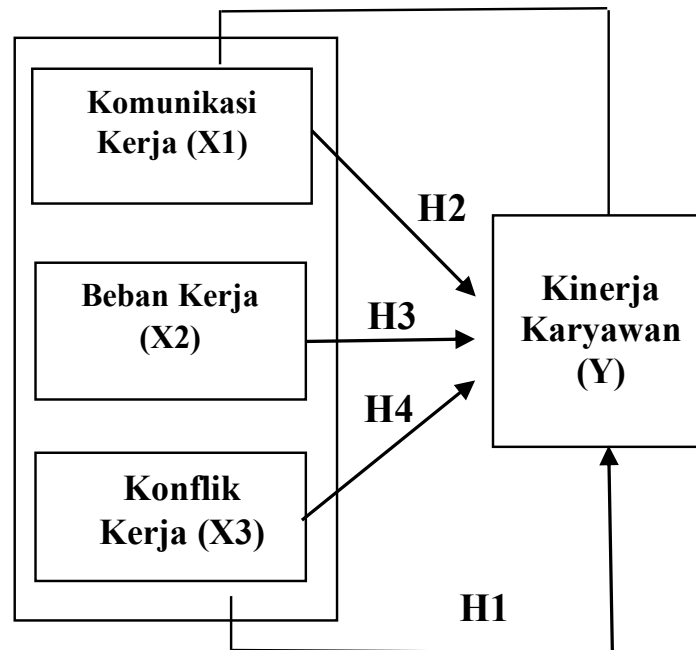 Komunikasi
Kerja (X1)
H2
Beban Kerja
(X2)
H3
Kinerja
Karyawan
(Y)
H4
Konflik
Kerja (X3)
H1